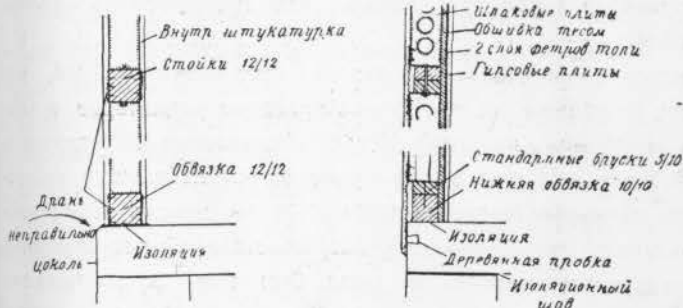 Внутр штукатурка
Стойки 12/12
Обвязка 12/12
Дрань
неправильно
Изоляция
цоколь
Шлаковые плиты
Обшивка тесом
2 слоя фетров толи
Гипсовые плиты
Стандартные бруски 5/10
Нижняя обвязка 10/10
Изоляция
Деревянная пробка
Изоляционный
шов